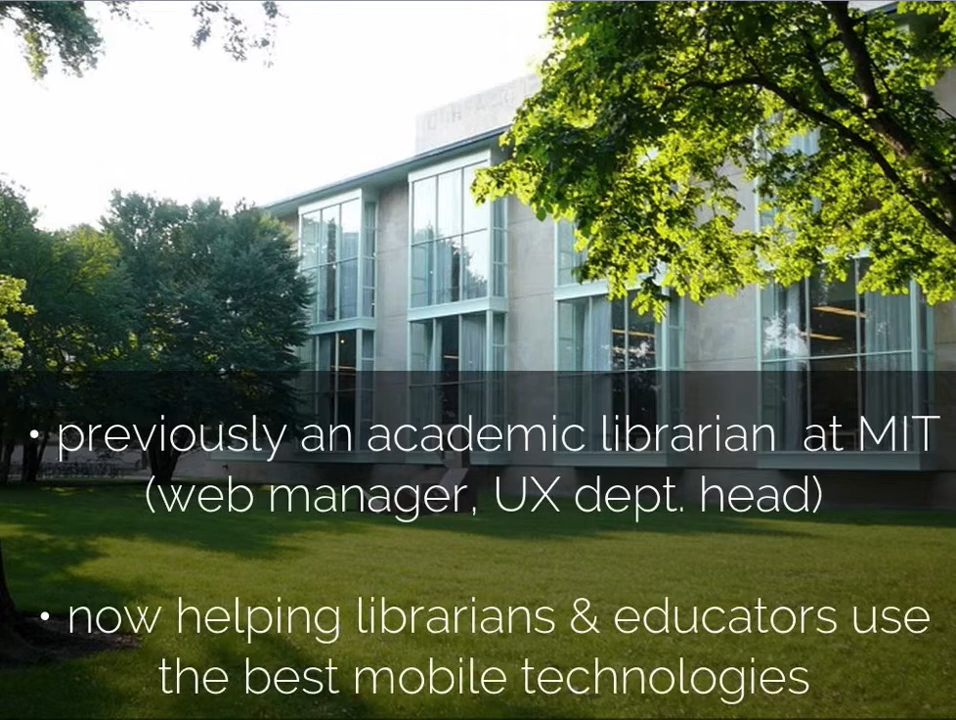 • previously an academic librarian at MIT
(web manager, UX dept. head)
• now helping librarians & educators use
the best mobile technologies